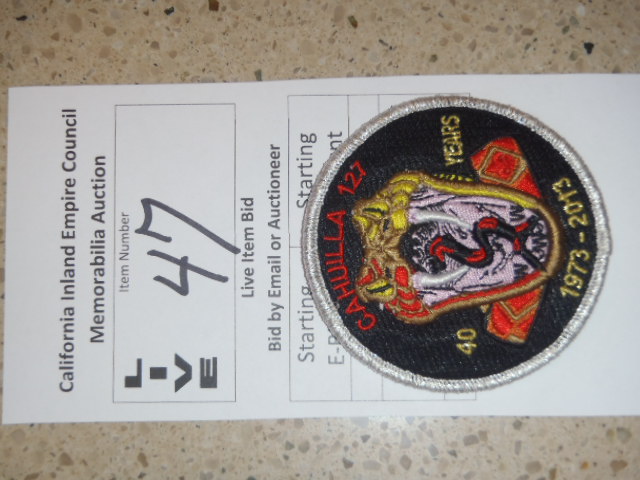 California Inland Empire Council
Memorabilia Auction
Item Number
LIVE
47
Live Item Bid
Bid by Email or Auctioneer
Starting Starting
CAHUILLA 127
40 YEARS
1973 - 2013